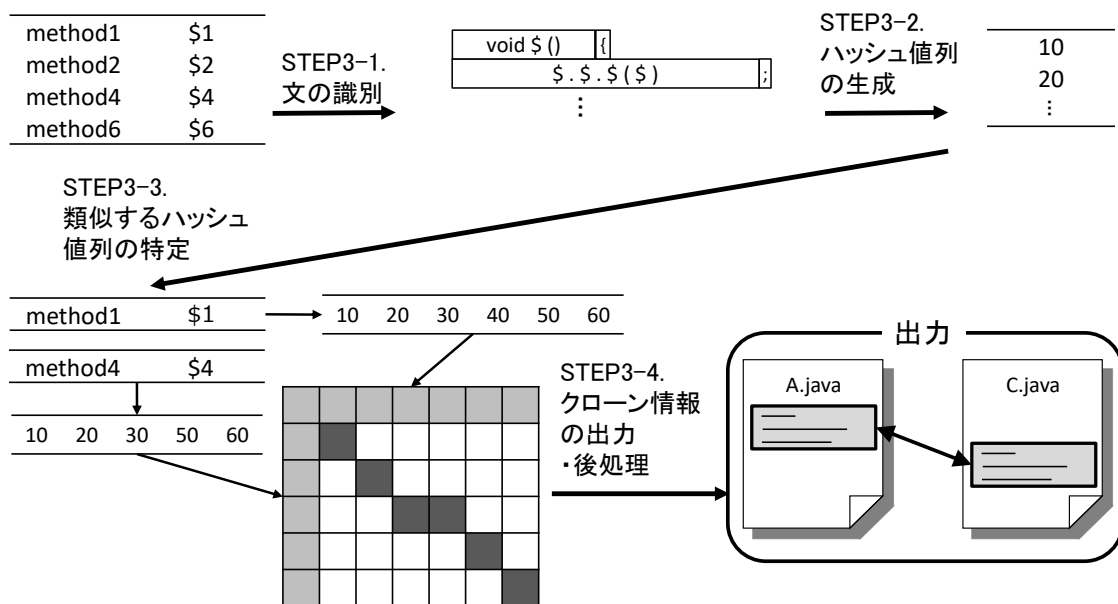 method1 $1
method2 $2
method4 $4
method6 $6
STEP3-1.
文の識別
void $ () {
$ . $ . $ ( $ ) ;
⋮
STEP3-2.
ハッシュ値列
の生成
10
20
⋮
STEP3-3.
類似するハッシュ
値列の特定
method1 $1
10 20 30 40 50 60
method4 $4
10 20 30 50 60
STEP3-4.
クローン情報
の出力
・後処理
出力
A.java
C.java